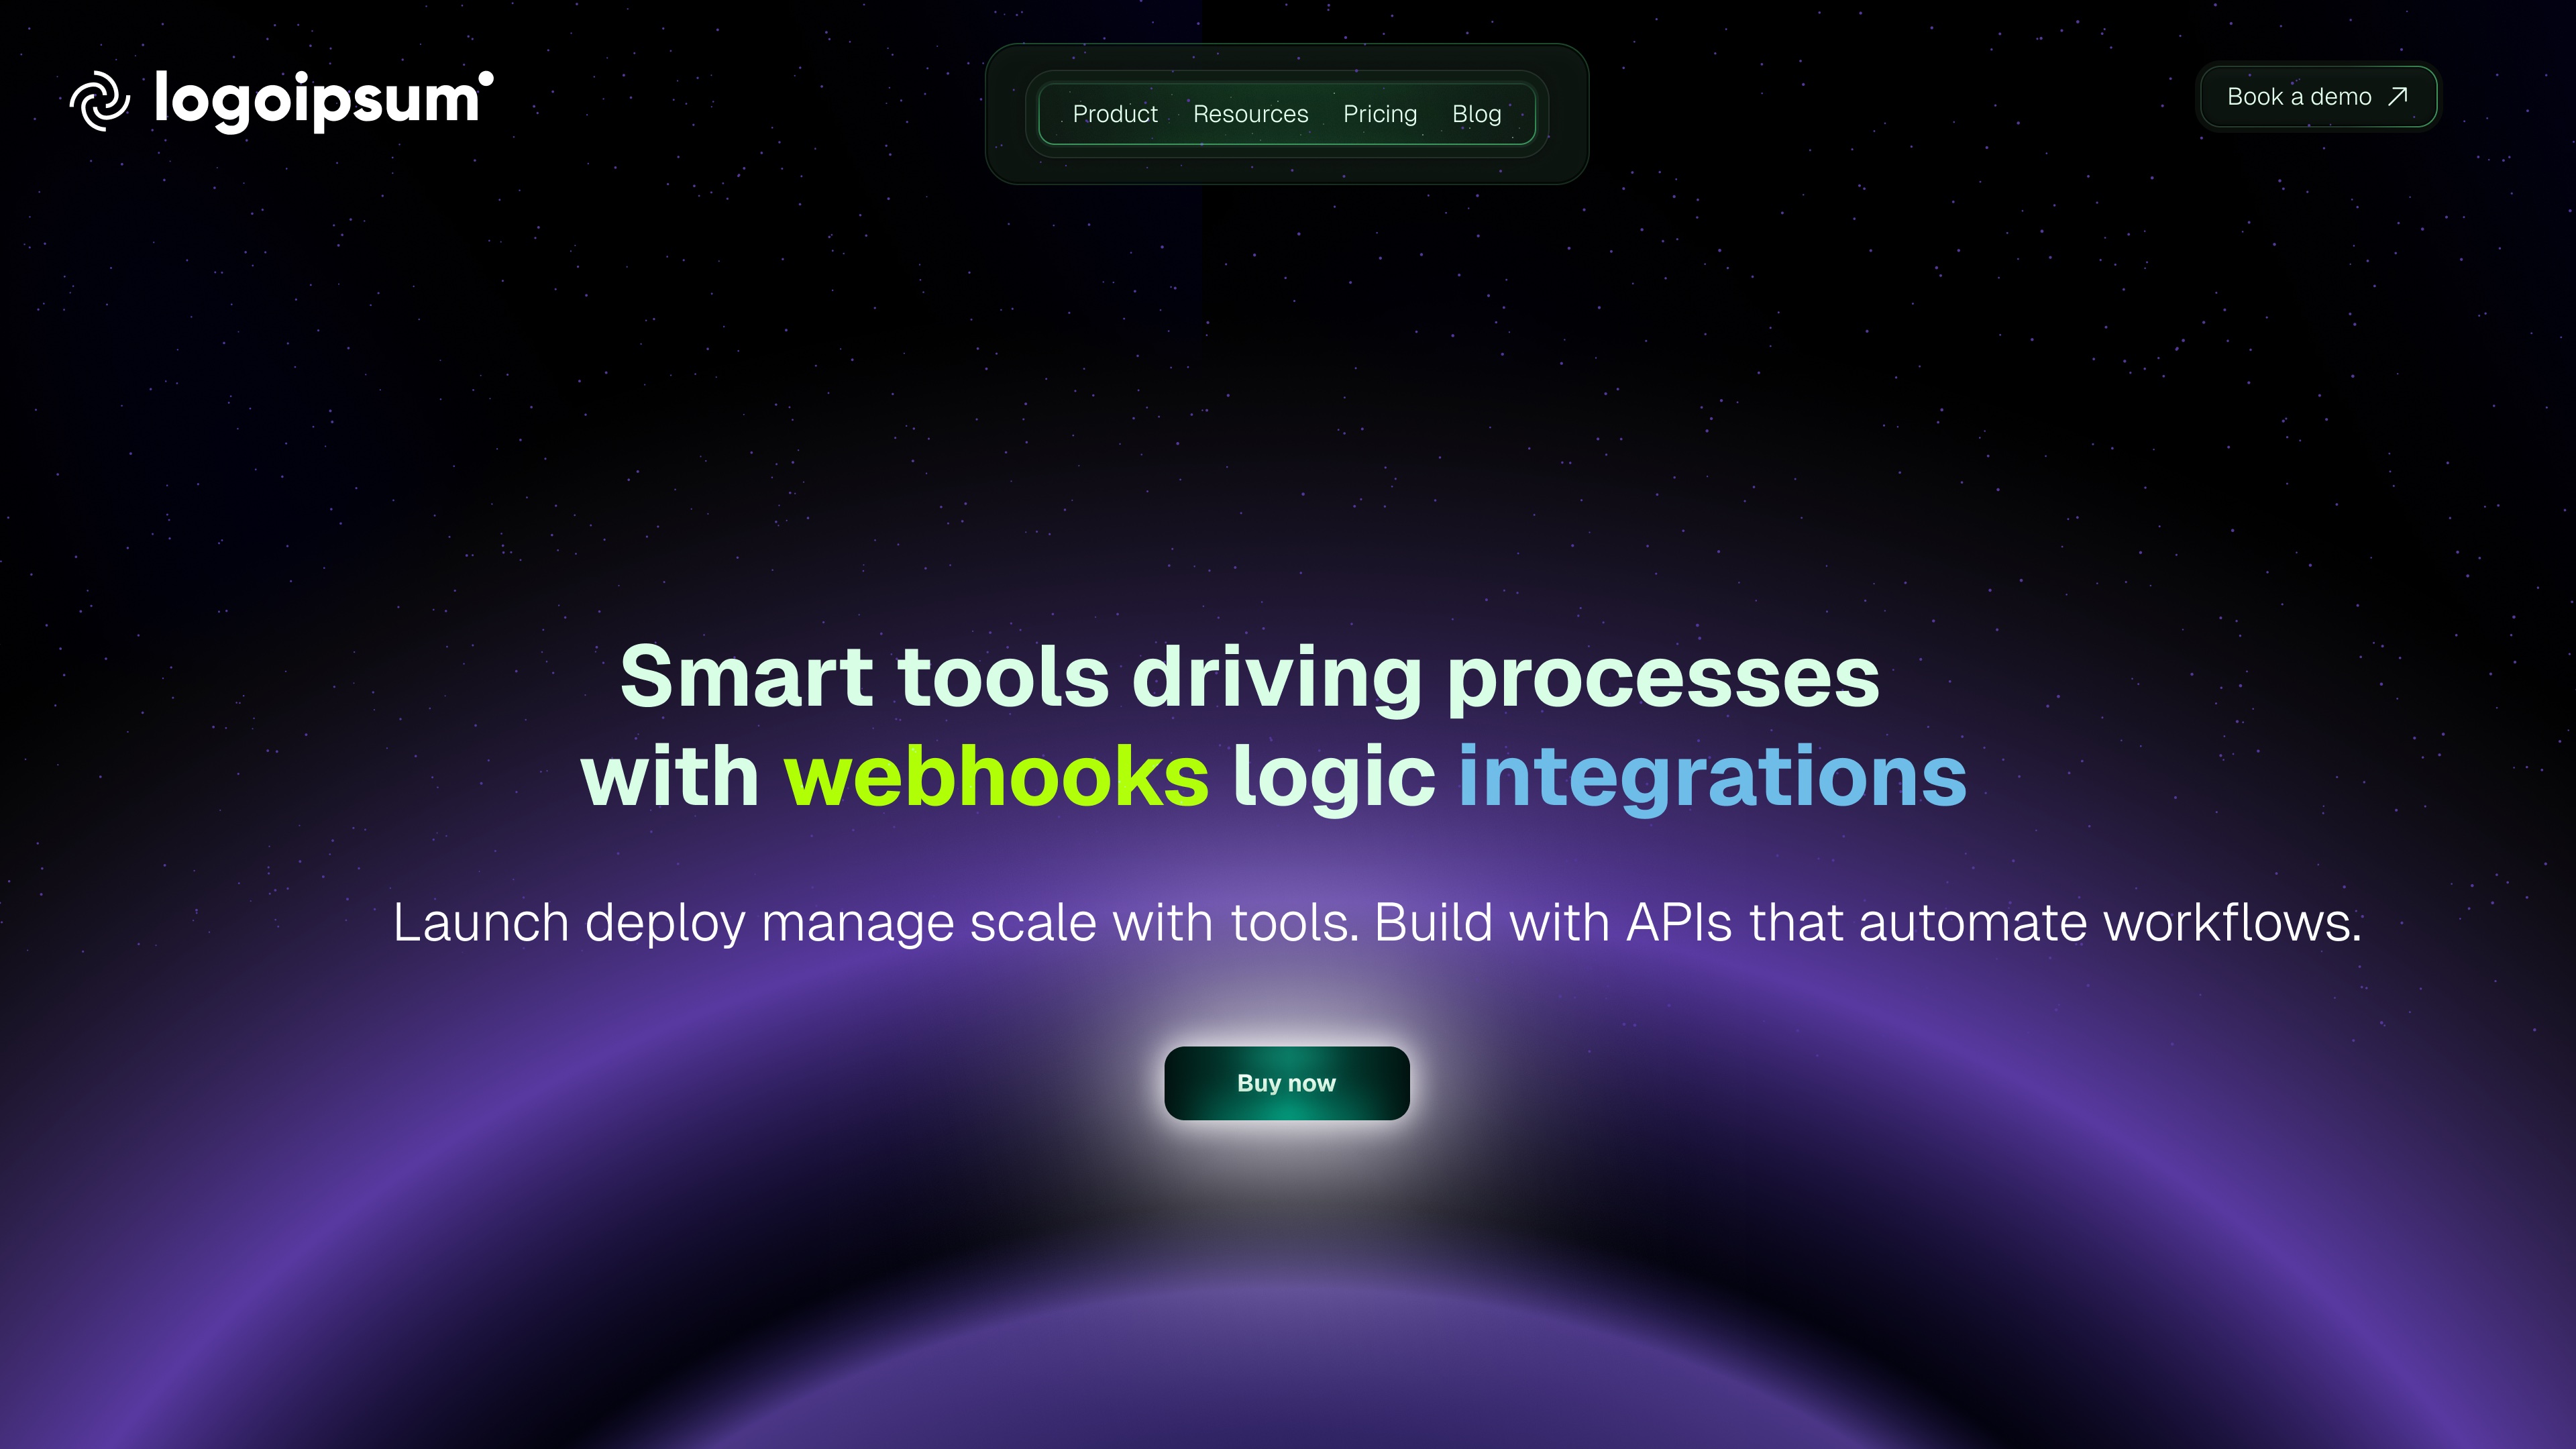 logoipsum
Product Resources Pricing Blog
Book a demo
Smart tools driving processes
with webhooks logic integrations
Launch deploy manage scale with tools. Build with APIs that automate workflows.
Buy now